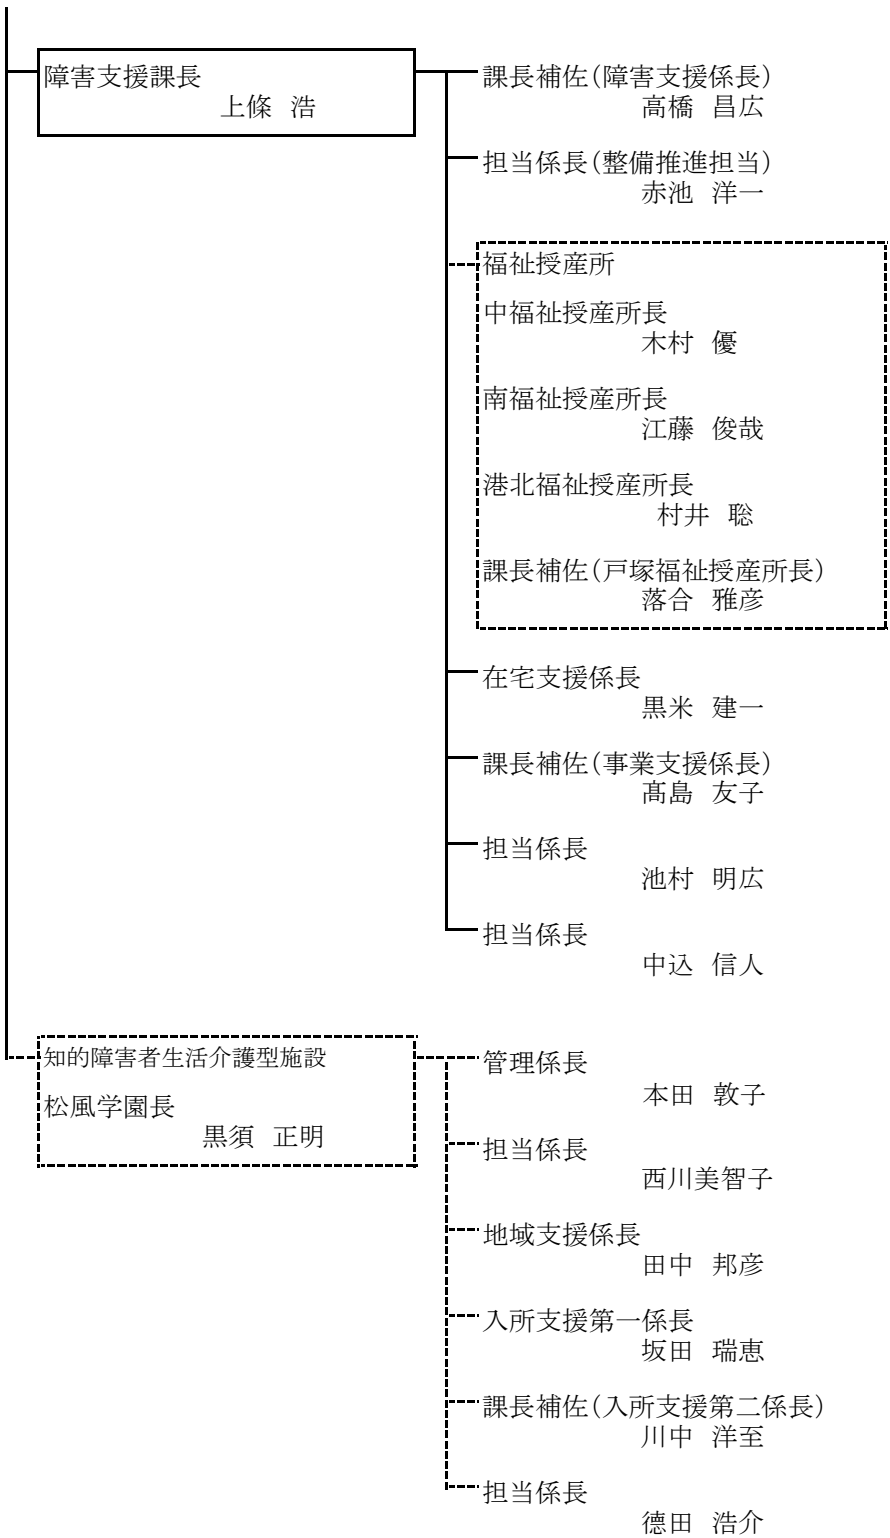 障害支援課長
上條 浩
課長補佐(障害支援係長)
高橋 昌広
担当係長(整備推進担当)
赤池 洋一
福祉授産所
中福祉授産所長
木村 優
南福祉授産所長
江藤 俊哉
港北福祉授産所長
村井 聡
課長補佐(戸塚福祉授産所長)
落合 雅彦
在宅支援係長
黒米 建一
課長補佐(事業支援係長)
髙島 友子
担当係長
池村 明広
担当係長
中込 信人
知的障害者生活介護型施設
松風学園長
黒須 正明
管理係長
本田 敦子
担当係長
西川美智子
地域支援係長
田中 邦彦
入所支援第一係長
坂田 瑞恵
課長補佐(入所支援第二係長)
川中 洋至
担当係長
德田 浩介